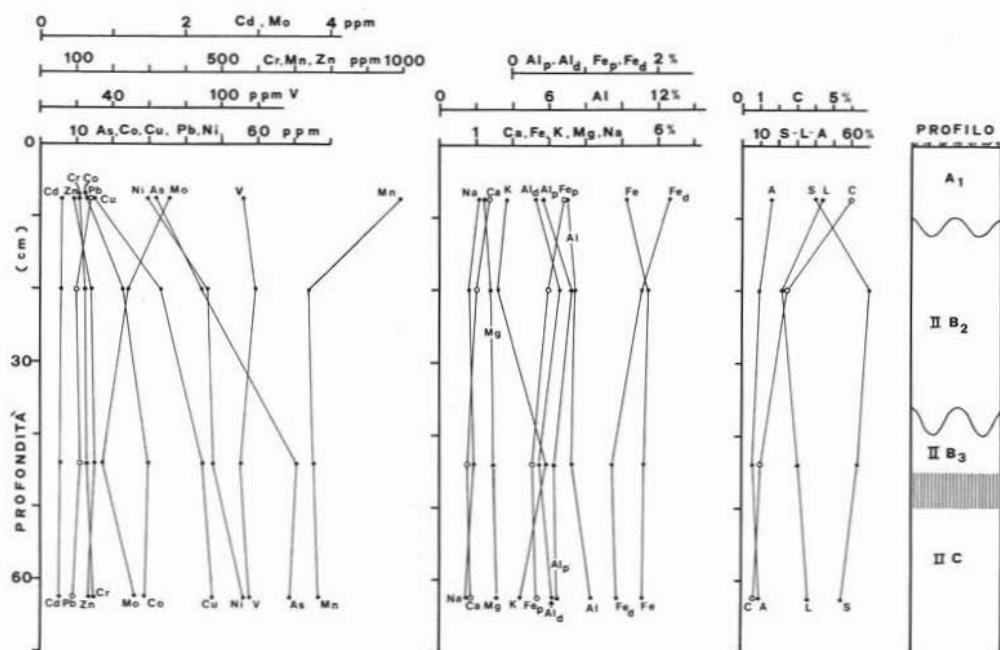 0 2 Cd, Mo 4 ppm
0 Alp, Ald Fep, Fed 2 %
100 500 Cr, Mn, Zn ppm 1000
40 100 ppm V
0 6 Al 12%
0 1 C 5%
10 As, Co, Cu, Pb, Ni, 60 ppm
1 Ca, Fe, K, Mg, Na 6%
10 S-L-A 60%
PROFILO
0
Cr Co
Cd Zn Pb Cu Ni As Mo V Mn
Na Ca K Ald Alp Fep Fe Fed
A S L C
A1
Al
PROFONDITÀ (cm)
30
Mg
II B2
II B3
II C
Alp
60
Cr
Cd Pb Zn Mo Co Cu Ni V As Mn
Na Ca Mg K Fep Ald Al Fed Fe
C A L S